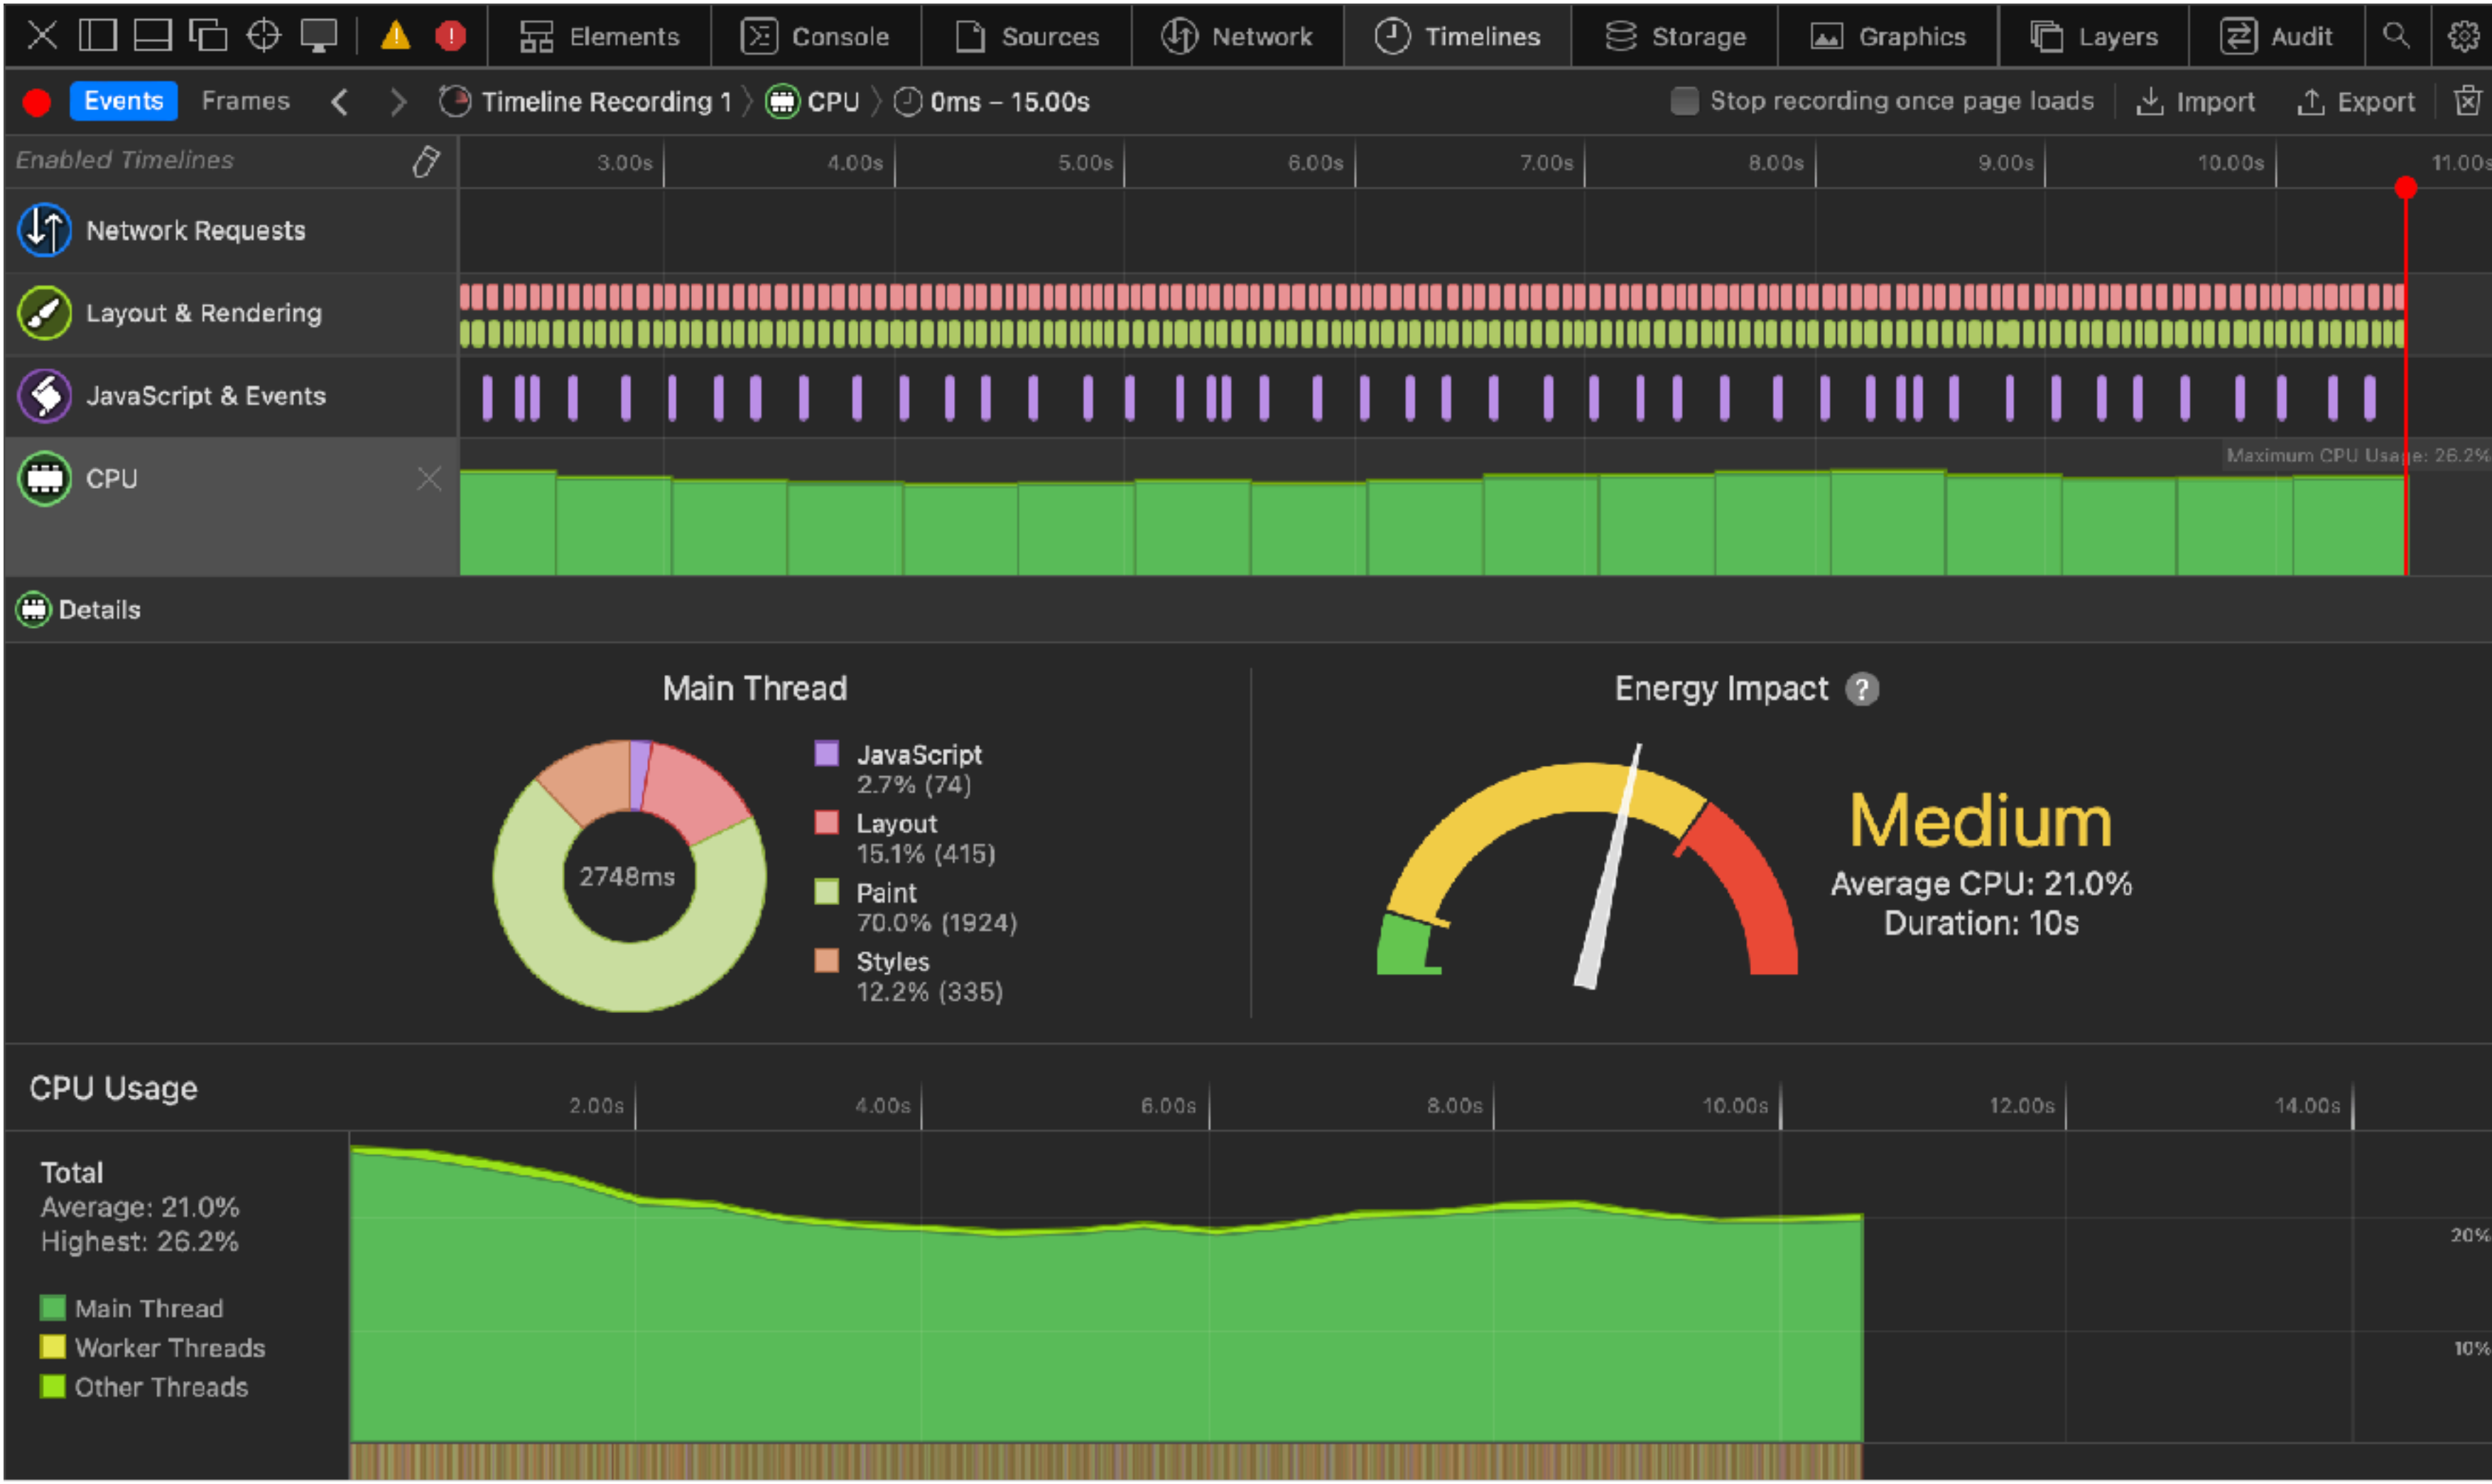 Elements Console Sources Network Timelines Storage Graphics Layers Audit
Events Frames Timeline Recording 1 CPU 0ms – 15.00s Stop recording once page loads Import Export
Enabled Timelines 3.00s 4.00s 5.00s 6.00s 7.00s 8.00s 9.00s 10.00s 11.00s
Network Requests
Layout & Rendering
JavaScript & Events
Maximum CPU Usage: 26.2%
CPU
Details
Main Thread
2748ms
JavaScript
2.7% (74)
Layout
15.1% (415)
Paint
70.0% (1924)
Styles
12.2% (335)
Energy Impact ?
Medium
Average CPU: 21.0%
Duration: 10s
CPU Usage 2.00s 4.00s 6.00s 8.00s 10.00s 12.00s 14.00s
Total
Average: 21.0%
Highest: 26.2%
Main Thread
Worker Threads
Other Threads
20%
10%